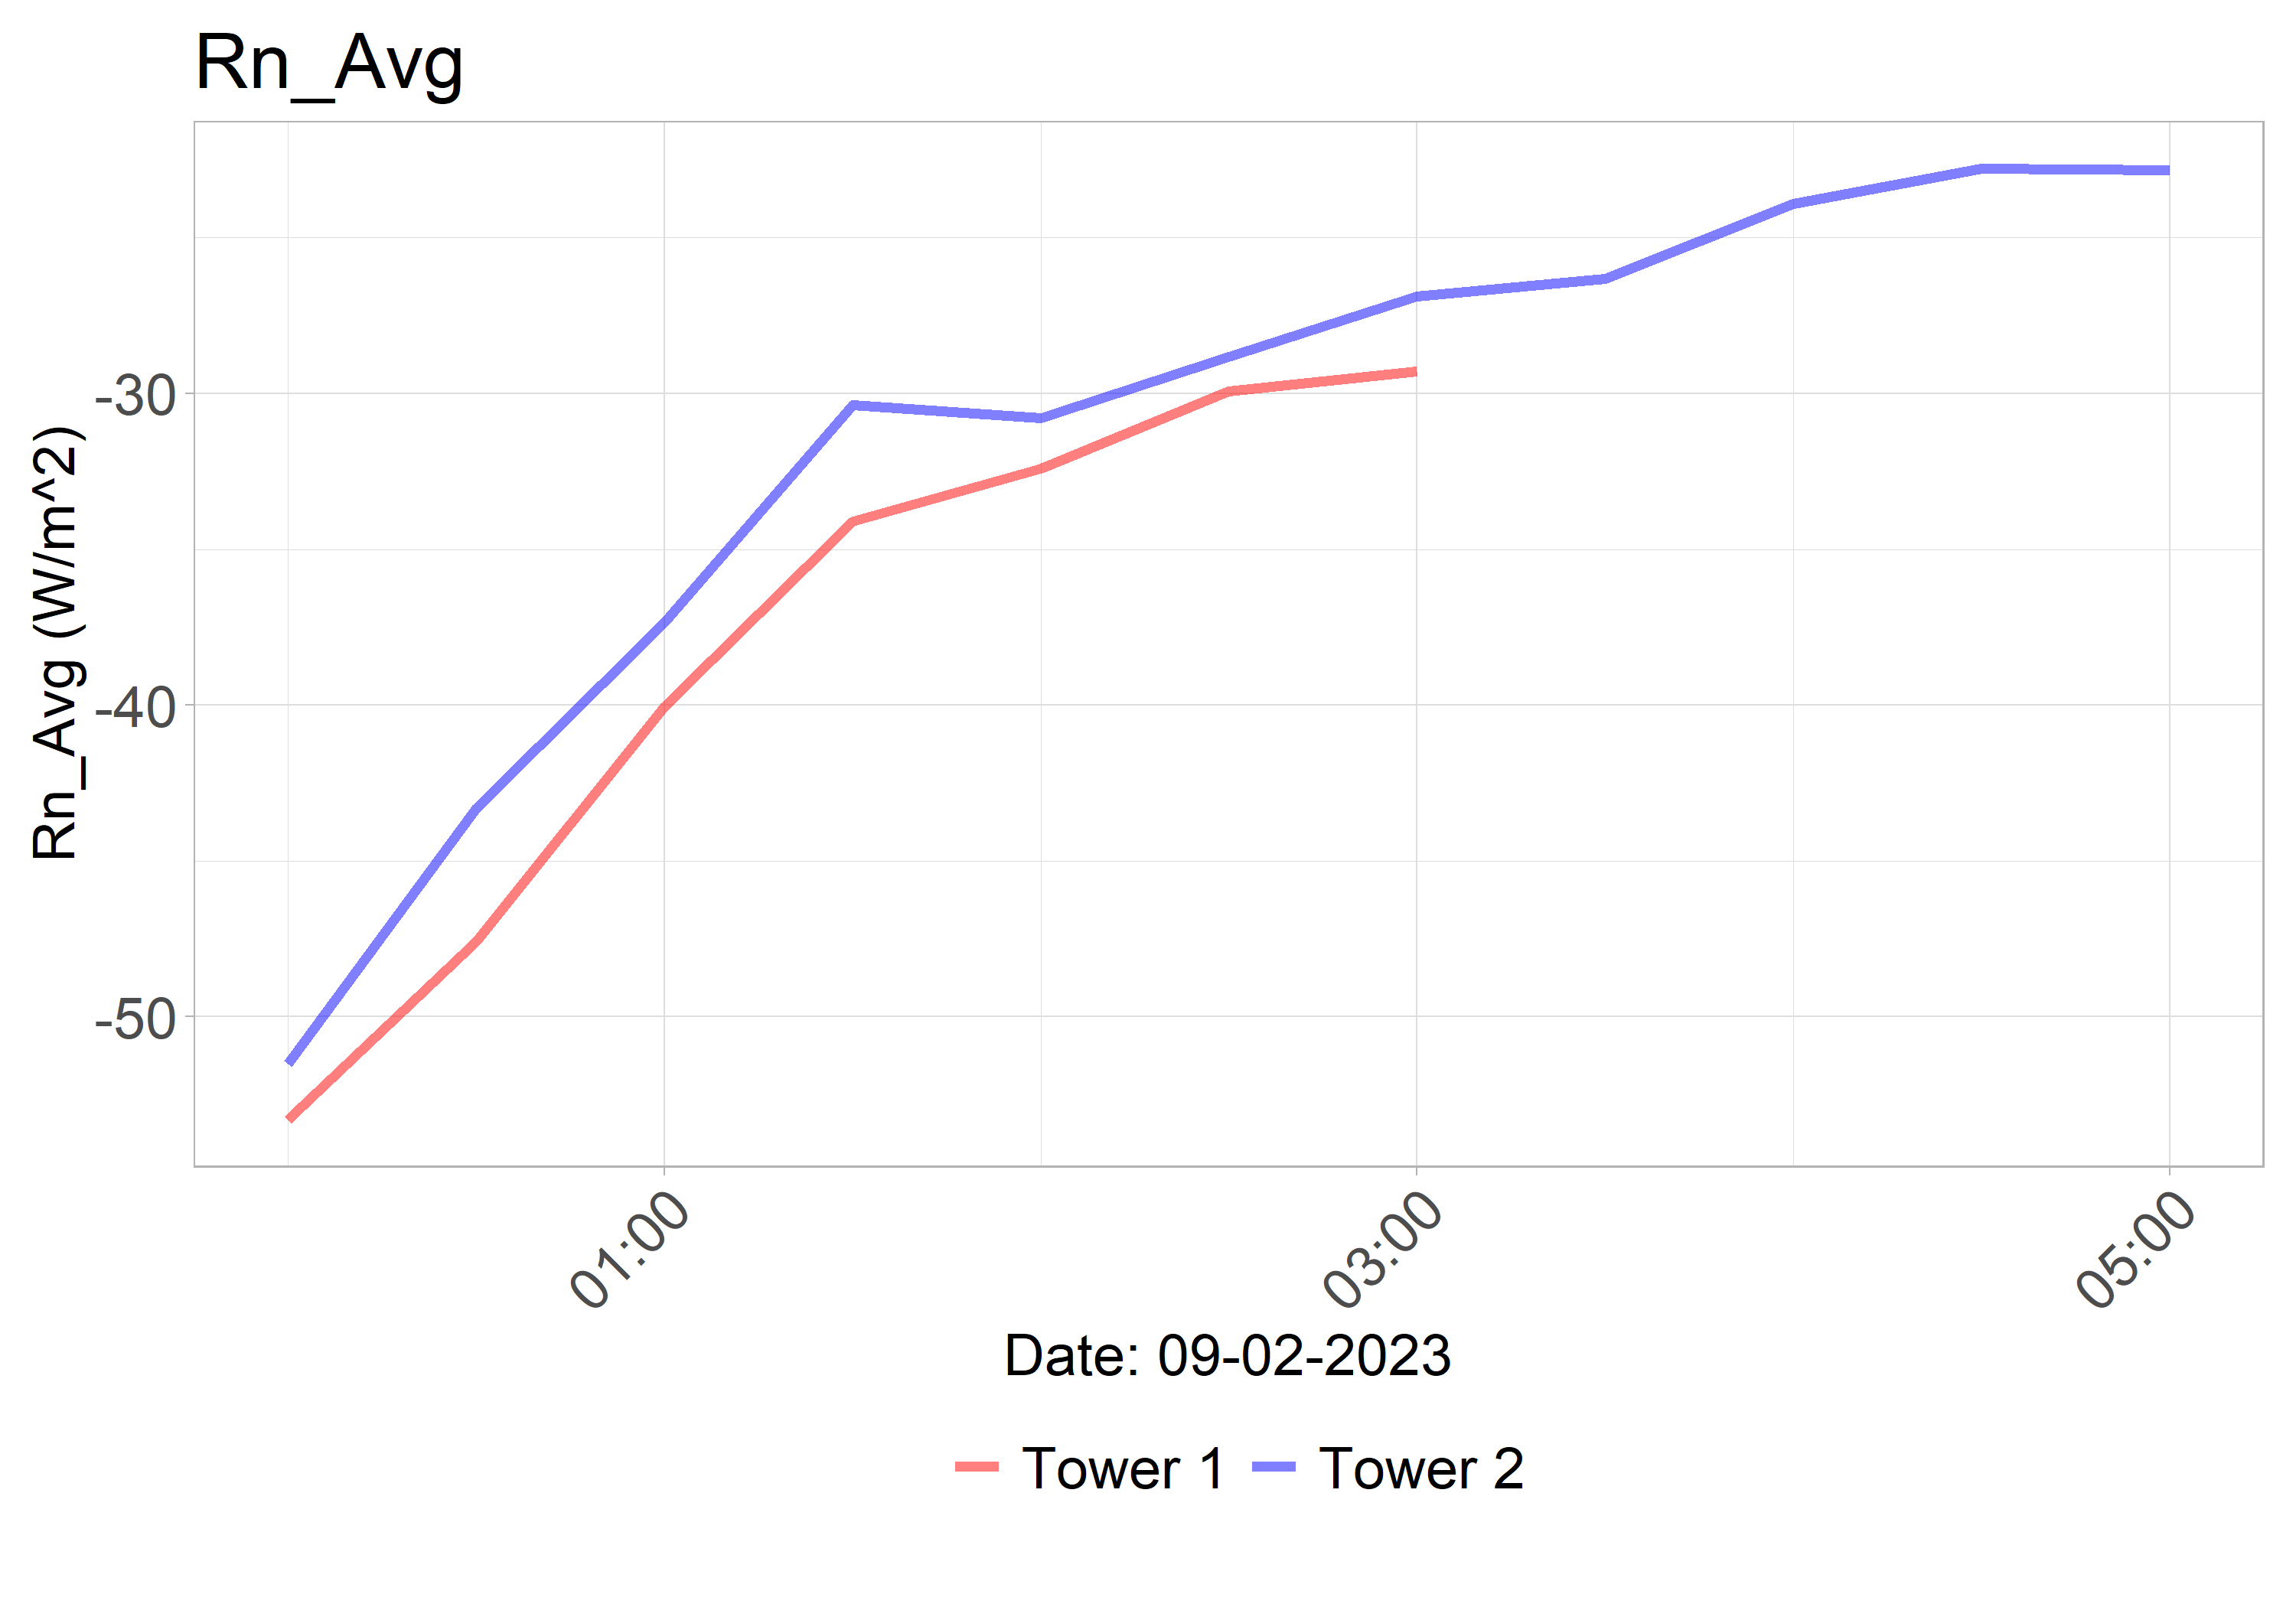 Rn_Avg
Rn_Avg (W/m^2)
-30
-40
-50
01:00
03:00
05:00
Date: 09-02-2023
Tower 1
Tower 2